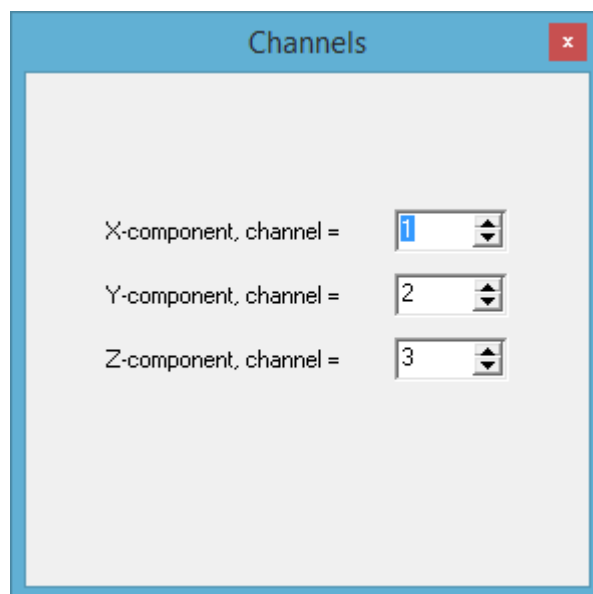 Channels x
X-component, channel = 1
Y-component, channel = 2
Z-component, channel = 3